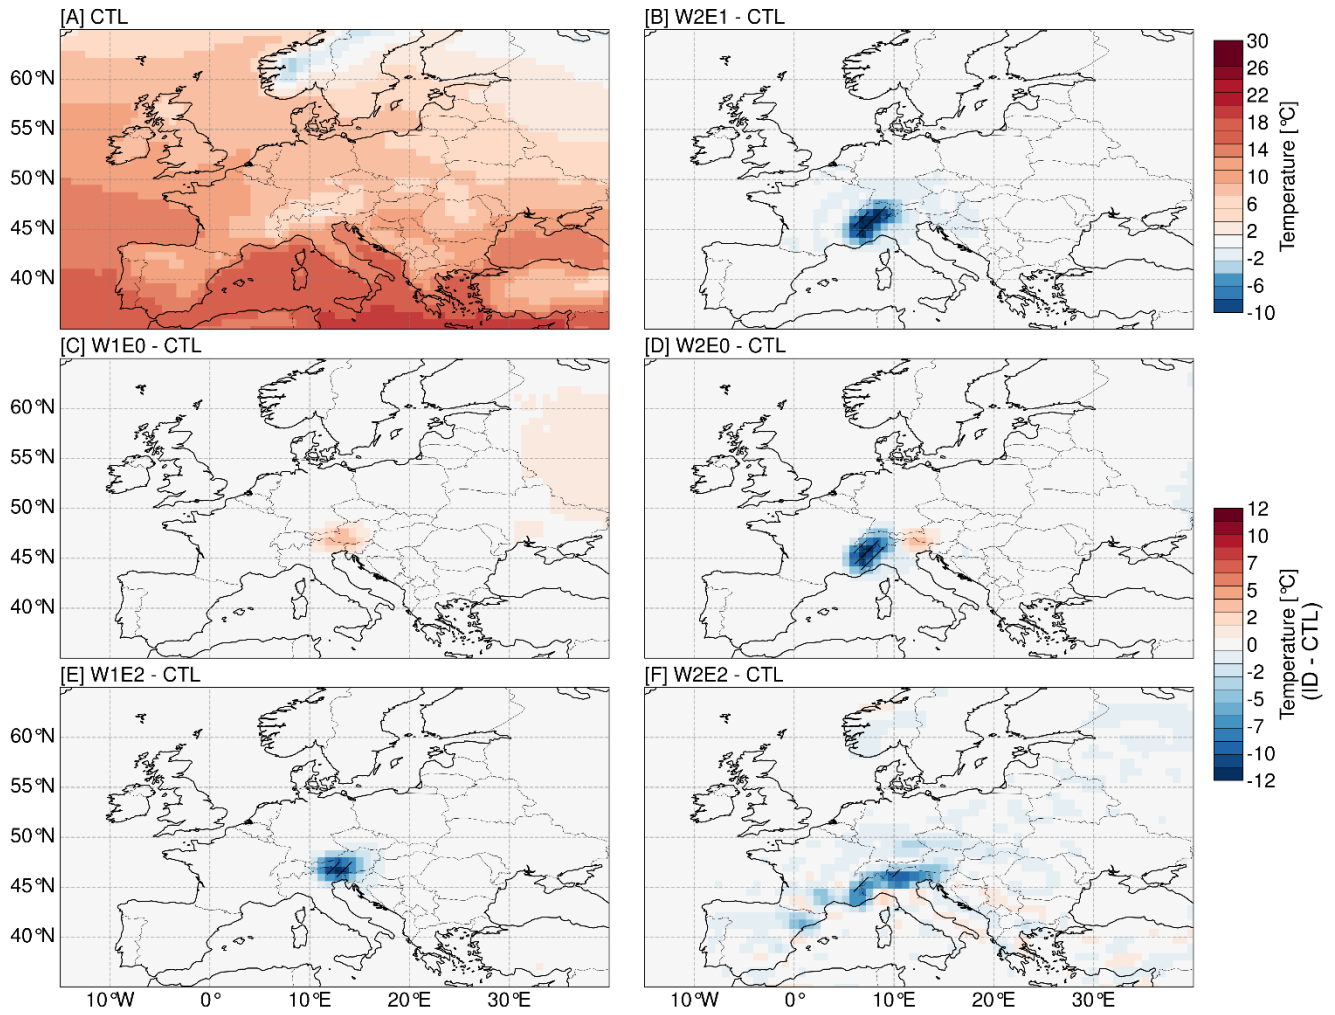 [A] CTL
[B] W2E1 - CTL
60°N
55°N
50°N
45°N
40°N
30
26
22
18
14
10
6
2
-2
-6
-10
Temperature [°C]
[C] W1E0 - CTL
[D] W2E0 - CTL
60°N
55°N
50°N
45°N
40°N
12
10
7
5
2
0
-2
-5
-7
-10
-12
Temperature [°C]
(ID - CTL)
[E] W1E2 - CTL
[F] W2E2 - CTL
60°N
55°N
50°N
45°N
40°N
10°W 0° 10°E 20°E 30°E
10°W 0° 10°E 20°E 30°E